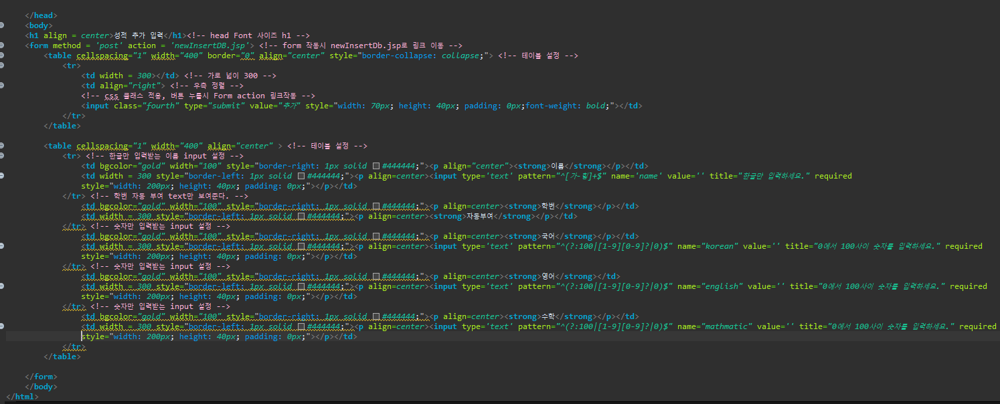 </head>
<body>
<h1 align = center>성적 추가 입력</h1><!-- head Font 사이즈 h1 -->
<form method = 'post' action = 'newInsertDB.jsp'> <!-- form 작동시 newInsertDb.jsp로 링크 이동 -->
<table cellspacing="1" width="400" border="0" align="center" style="border-collapse: collapse;"> <!-- 테이블 설정 -->
<tr>
<td width = 300></td> <!-- 가로 넓이 300 -->
<td align="right"> <!-- 우측 정렬 -->
<!-- css 클래스 적용, 버튼 누를시 Form action 링크작동 -->
<input class="fourth" type="submit" value="추가" style="width: 70px; height: 40px; padding: 0px;font-weight: bold;"></td>
</tr>
</table>
<table cellspacing="1" width="400" align="center" > <!-- 테이블 설정 -->
<tr> <!-- 한글만 입력받는 이름 input 설정 -->
<td bgcolor="gold" width="100" style="border-right: 1px solid #444444;"><p align="center"><strong>이름</strong></p></td>
<td width = 300 style="border-left: 1px solid #444444;"><p align=center><input type='text' pattern="^[가-힣]+$" name='name' value='' title="한글만 입력하세요." required
style="width: 200px; height: 40px; padding: 0px;"></p></td>
</tr> <!-- 학번 자동 부여 text만 보여준다. -->
<td bgcolor="gold" width="100" style="border-right: 1px solid #444444;"><p align=center><strong>학번</strong></p></td>
<td width = 300 style="border-left: 1px solid #444444;"><p align=center><strong>자동부여</strong></p></td>
</tr> <!-- 숫자만 입력받는 input 설정 -->
<td bgcolor="gold" width="100" style="border-right: 1px solid #444444;"><p align=center><strong>국어</strong></p></td>
<td width = 300 style="border-left: 1px solid #444444;"><p align=center><input type='text' pattern="^(?:100|[1-9][0-9]?|0)$" name="korean" value='' title="0에서 100사이 숫자를 입력하세요." required
style="width: 200px; height: 40px; padding: 0px;"></p></td>
</tr> <!-- 숫자만 입력받는 input 설정 -->
<td bgcolor="gold" width="100" style="border-right: 1px solid #444444;"><p align=center><strong>영어</strong></td>
<td width = 300 style="border-left: 1px solid #444444;"><p align=center><input type='text' pattern="^(?:100|[1-9][0-9]?|0)$" name="english" value='' title="0에서 100사이 숫자를 입력하세요." required
style="width: 200px; height: 40px; padding: 0px;"></p></td>
</tr> <!-- 숫자만 입력받는 input 설정 -->
<td bgcolor="gold" width="100" style="border-right: 1px solid #444444;"><p align=center><strong>수학</strong></p></td>
<td width = 300 style="border-left: 1px solid #444444;"><p align=center><input type='text' pattern="^(?:100|[1-9][0-9]?|0)$" name="mathmatic" value='' title="0에서 100사이 숫자를 입력하세요." required
style="width: 200px; height: 40px; padding: 0px;"></p></td>
</tr>
</table>
</form>
</body>
</html>